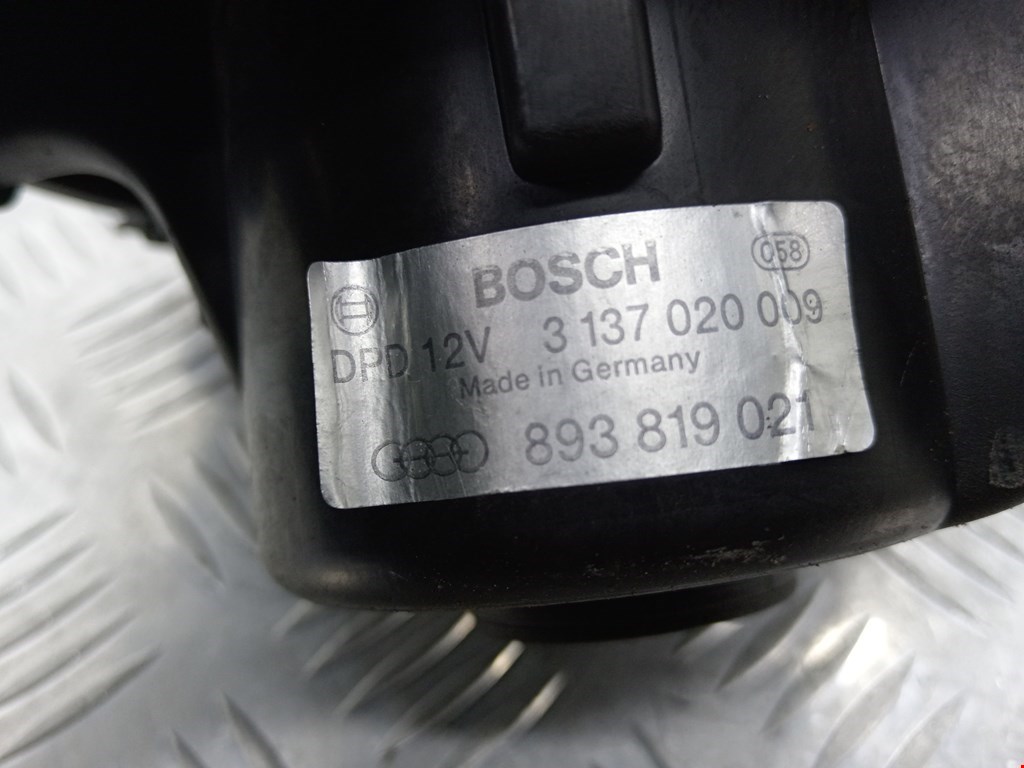 BOSCH
058
DPD 12V 3 137 020 009
Made in Germany
893 819 021